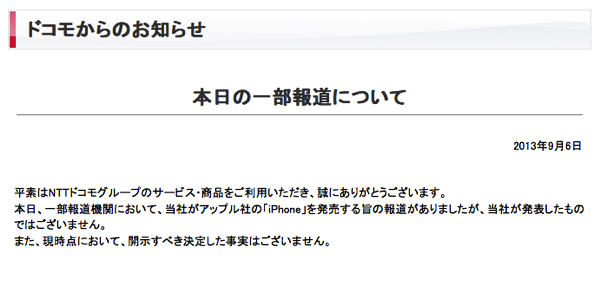 ドコモからのお知らせ
本日の一部報道について
2013年9月6日
平素はNTTドコモグループのサービス・商品をご利用いただき、誠にありがとうございます。
本日、一部報道機関において、当社がアップル社の「iPhone」を発売する旨の報道がありましたが、当社が発表したもの
ではございません。
また、現時点において、開示すべき決定した事実はございません。